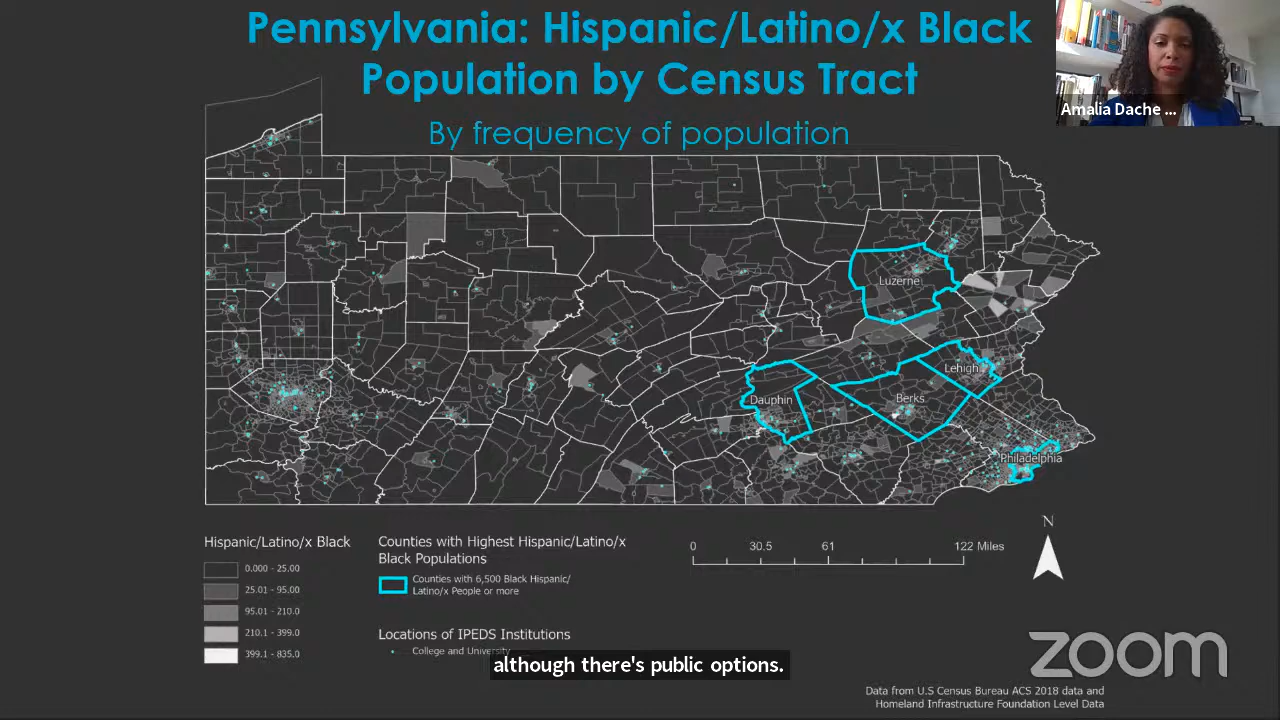 Pennsylvania: Hispanic/Latino/x Black
Population by Census Tract
By frequency of population
Amalia Dache ...
Luzerne
Lehigh
Dauphin
Berks
Philadelphia
Hispanic/Latino/x Black
0.000 - 25.00
25.01 - 95.00
95.01 - 210.0
210.1 - 399.0
399.1 - 835.0
Counties with Highest Hispanic/Latino/x
Black Populations
Counties with 6,500 Black Hispanic/
Latino/x People or more
Locations of IPEDS Institutions
College and University
0 30.5 61 122 Miles
N
although there's public options.
zoom
Data from U.S Census Bureau ACS 2018 data and
Homeland Infrastructure Foundation Level Data